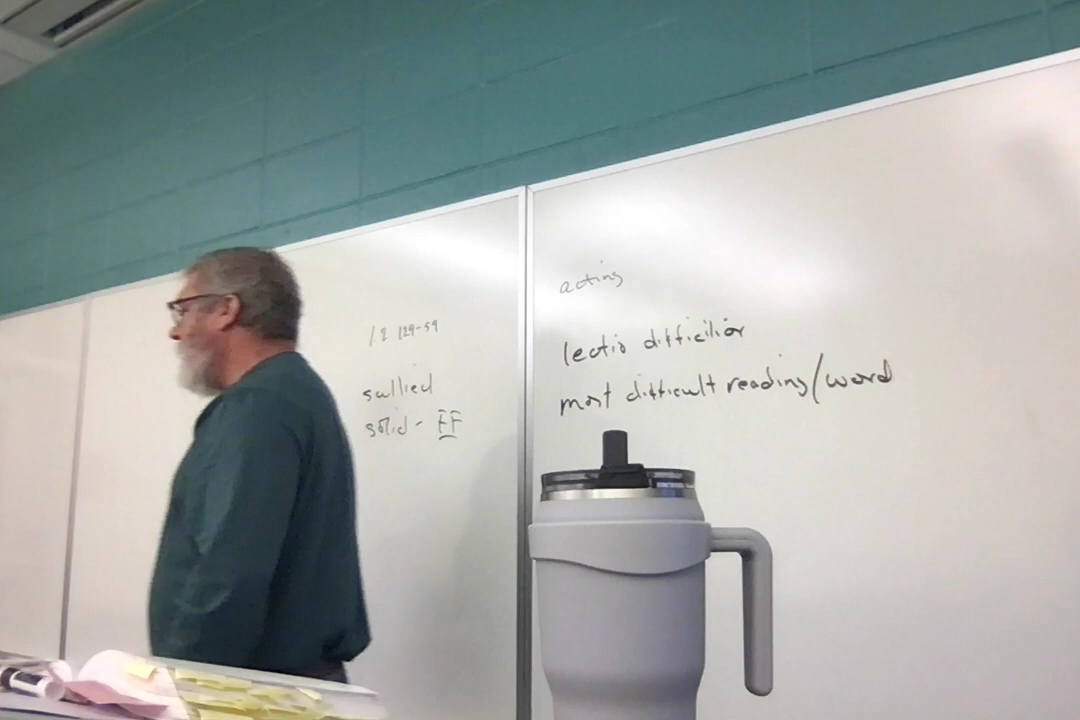 1.2 129-59
sullied
solid - FF
acting
lectio difficilior
most difficult reading/word